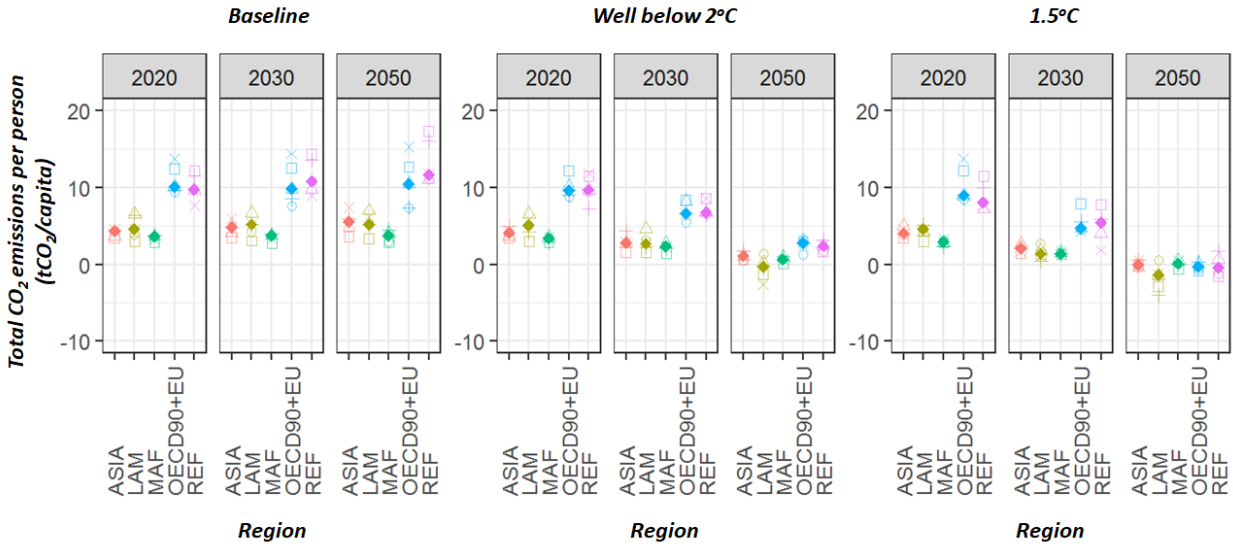 Baseline
Well below 2°C
1.5°C
2020
2030
2050
2020
2030
2050
2020
2030
2050
Total CO2 emissions per person
(tCO2/capita)
20
10
0
-10
20
10
0
-10
20
10
0
-10
ASIA
LAM
MAF
OECD90+EU
REF
ASIA
LAM
MAF
OECD90+EU
REF
ASIA
LAM
MAF
OECD90+EU
REF
ASIA
LAM
MAF
OECD90+EU
REF
ASIA
LAM
MAF
OECD90+EU
REF
ASIA
LAM
MAF
OECD90+EU
REF
ASIA
LAM
MAF
OECD90+EU
REF
ASIA
LAM
MAF
OECD90+EU
REF
ASIA
LAM
MAF
OECD90+EU
REF
Region
Region
Region